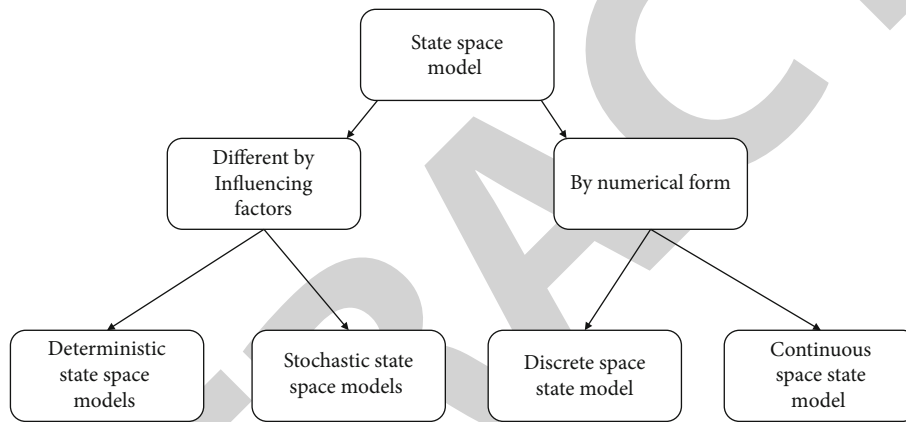 State space
model
Different by
Influencing
factors
By numerical form
Deterministic
state space
models
Stochastic state
space models
Discrete space
state model
Continuous
space state
model